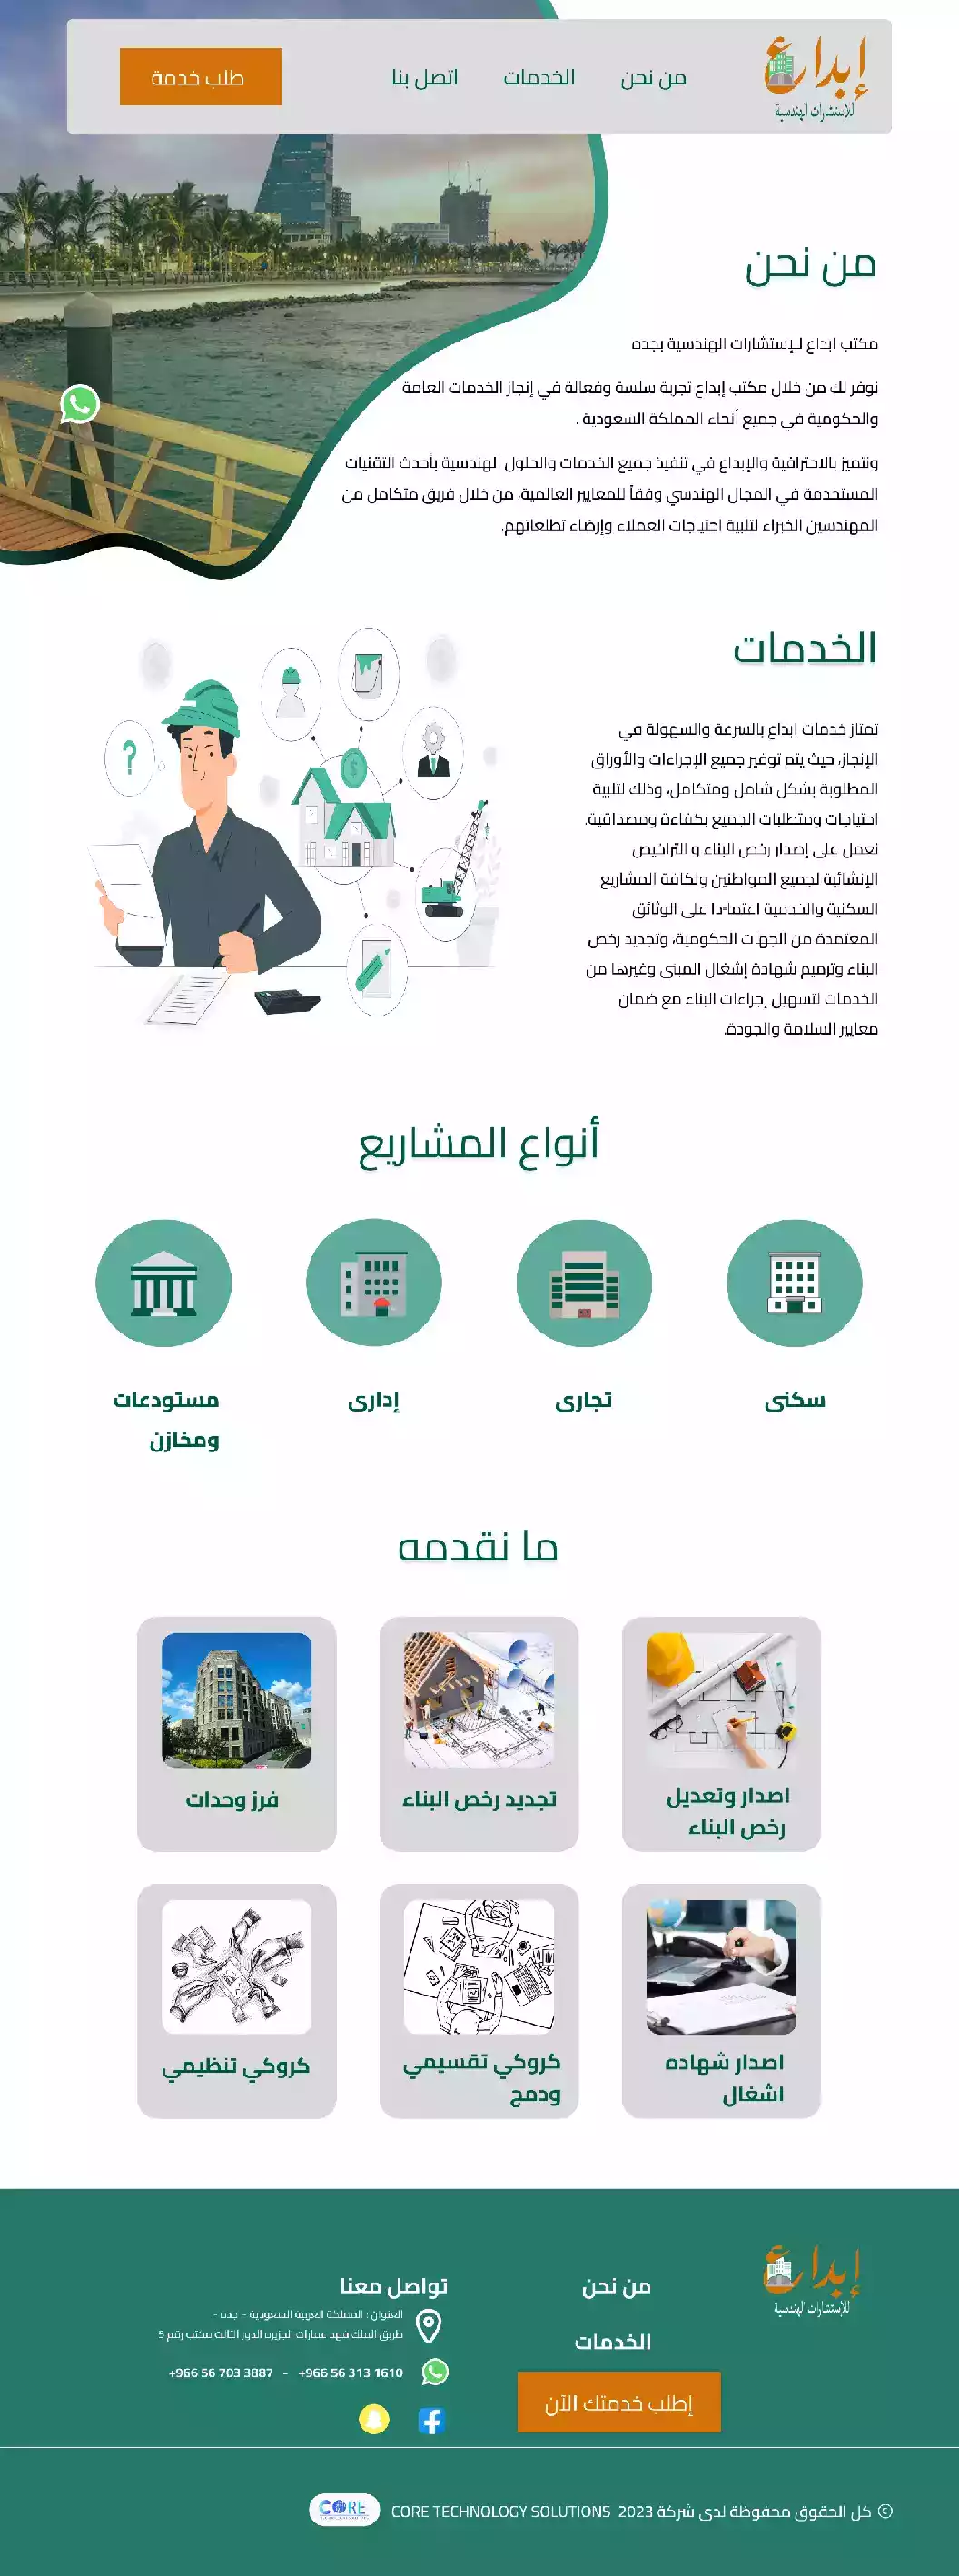 إبداع
للإستشارات الهندسية
من نحن
الخدمات
اتصل بنا
طلب خدمة
من نحن
مكتب ابداع للإستشارات الهندسية بجده
نوفر لك من خلال مكتب إبداع تجربة سلسة وفعالة في إنجاز الخدمات العامة
والحكومية في جميع أنحاء المملكة السعودية .
ونتميز بالاحترافية والإبداع في تنفيذ جميع الخدمات والحلول الهندسية بأحدث التقنيات
المستخدمة في المجال الهندسي وفقاً للمعايير العالمية، من خلال فريق متكامل من
المهندسين الخبراء لتلبية احتياجات العملاء وإرضاء تطلعاتهم.
الخدمات
تمتاز خدمات ابداع بالسرعة والسهولة في
الإنجاز، حيث يتم توفير جميع الإجراءات والأوراق
المطلوبة بشكل شامل ومتكامل، وذلك لتلبية
احتياجات ومتطلبات الجميع بكفاءة ومصداقية.
نعمل على إصدار رخص البناء و التراخيص
الإنشائية لجميع المواطنين ولكافة المشاريع
السكنية والخدمية اعتمادا على الوثائق
المعتمدة من الجهات الحكومية، وتجديد رخص
البناء وترميم شهادة إشغال المبنى وغيرها من
الخدمات لتسهيل إجراءات البناء مع ضمان
معايير السلامة والجودة.
?
$
أنواع المشاريع
سكنى
تجارى
إدارى
مستودعات
ومخازن
ما نقدمه
اصدار وتعديل
رخص البناء
تجديد رخص البناء
فرز وحدات
اصدار شهاده
اشغال
كروكي تقسيمي
ودمج
كروكي تنظيمي
إبداع
للإستشارات الهندسية
من نحن
الخدمات
إطلب خدمتك الآن
تواصل معنا
العنوان : المملكة العربية السعودية - جده -
طريق الملك فهد عمارات الجزيره الدور الثالث مكتب رقم 5
+966 56 703 3887 - +966 56 313 1610
© كل الحقوق محفوظة لدى شركة CORE TECHNOLOGY SOLUTIONS 2023
CORE